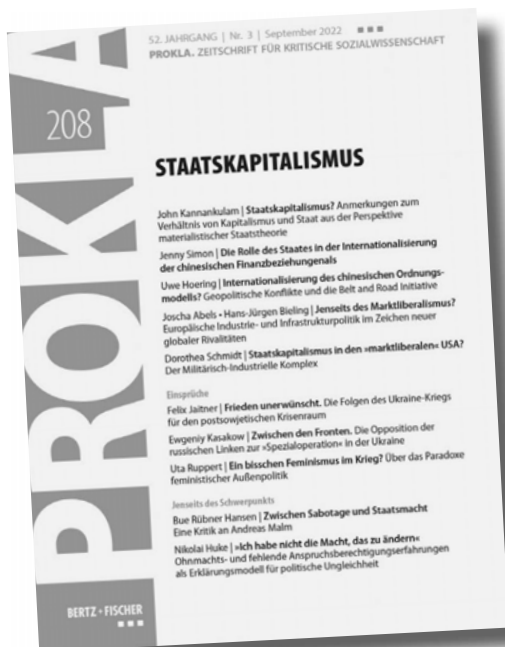 52. JAHRGANG | Nr. 3 | September 2022
PROKLA. ZEITSCHRIFT FÜR KRITISCHE SOZIALWISSENSCHAFT
PROKLA
208
STAATSKAPITALISMUS
John Kannankulam | Staatskapitalismus? Anmerkungen zum
Verhältnis von Kapitalismus und Staat aus der Perspektive
materialistischer Staatstheorie
Jenny Simon | Die Rolle des Staates in der Internationalisierung
der chinesischen Finanzbeziehungenals
Uwe Hoering | Internationalisierung des chinesischen Ordnungs-
modells? Geopolitische Konflikte und die Belt and Road Initiative
Joscha Abels • Hans-Jürgen Bieling | Jenseits des Marktliberalismus?
Europäische Industrie- und Infrastrukturpolitik im Zeichen neuer
globaler Rivalitäten
Dorothea Schmidt | Staatskapitalismus in den »marktliberalen« USA?
Der Militärisch-Industrielle Komplex
Einsprüche
Felix Jaitner | Frieden unerwünscht. Die Folgen des Ukraine-Kriegs
für den postsowjetischen Krisenraum
Ewgeniy Kasakow | Zwischen den Fronten. Die Opposition der
russischen Linken zur »Spezialoperation« in der Ukraine
Uta Ruppert | Ein bisschen Feminismus im Krieg? Über das Paradoxe
feministischer Außenpolitik
Jenseits des Schwerpunkts
Bue Rübner Hansen | Zwischen Sabotage und Staatsmacht
Eine Kritik an Andreas Malm
Nikolai Huke | »Ich habe nicht die Macht, das zu ändern«
Ohnmachts- und fehlende Anspruchsberechtigungserfahrungen
als Erklärungsmodell für politische Ungleichheit
BERTZ + FISCHER